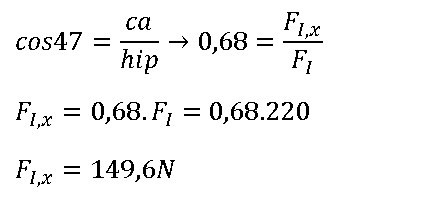 cos47 = ca/hip → 0,68 = F_{I,x}/F_I
F_{I,x} = 0,68. F_I = 0,68.220
F_{I,x} = 149,6N